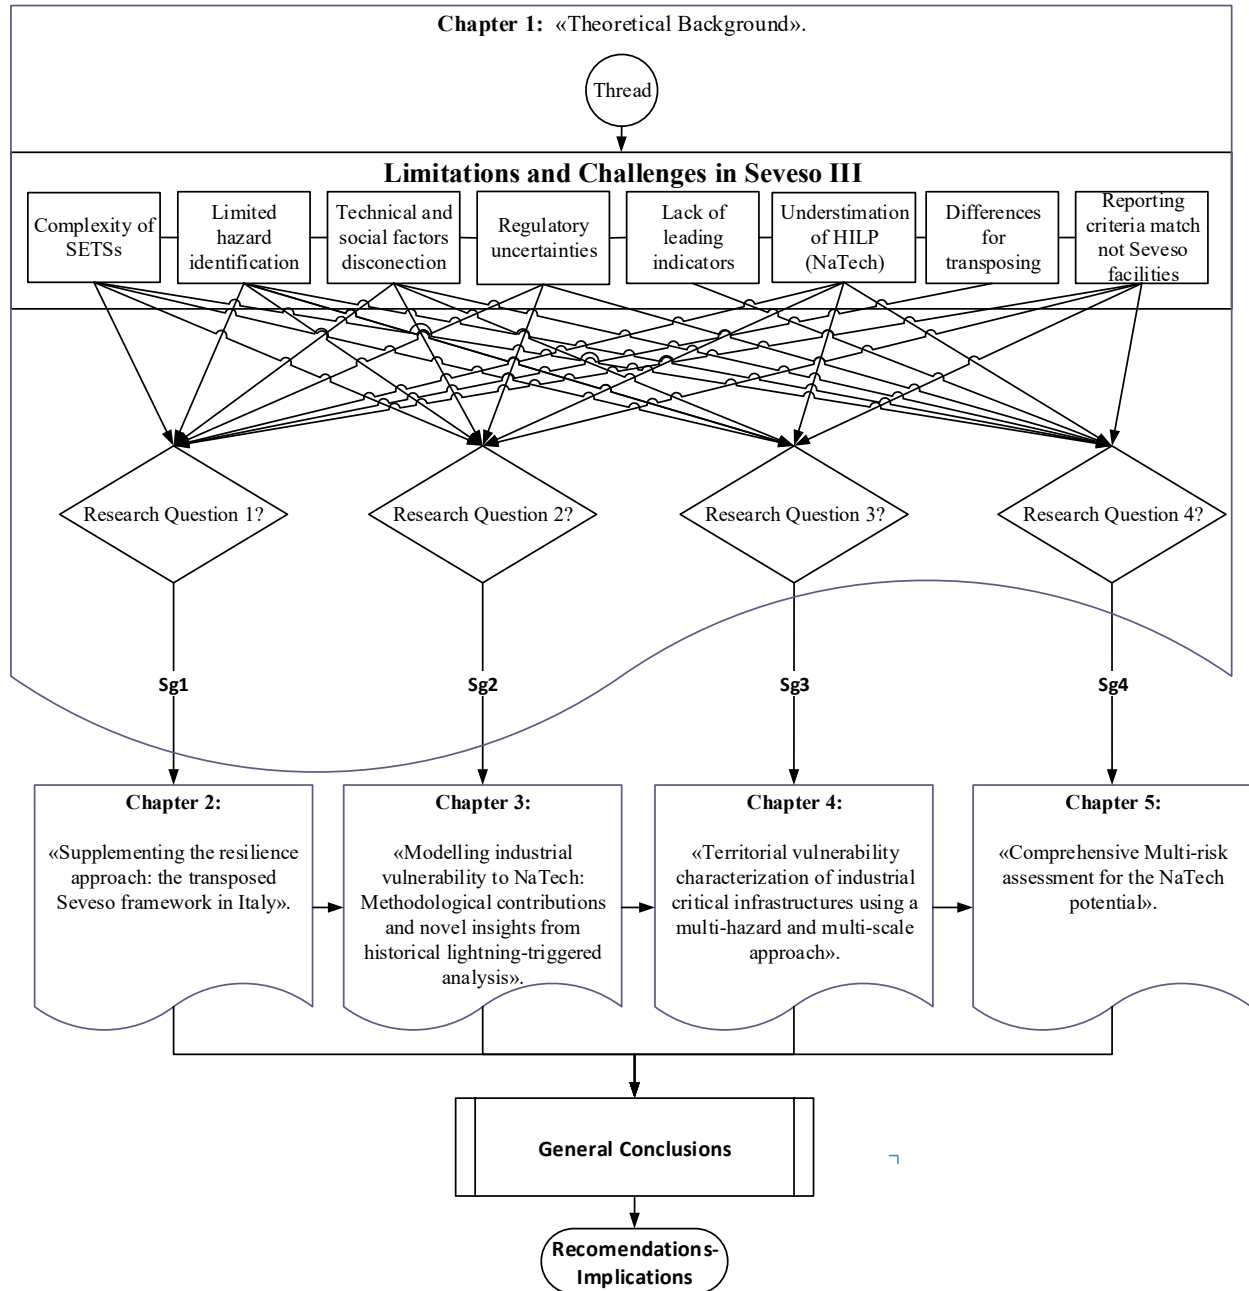 Chapter 1: «Theoretical Background».
Thread
Limitations and Challenges in Seveso III
Complexity of
SETSs
Limited
hazard
identification
Technical and
social factors
disconection
Regulatory
uncertainties
Lack of
leading
indicators
Understimation
of HILP
(NaTech)
Differences
for
transposing
Reporting
criteria match
not Seveso
facilities
Research Question 1?
Research Question 2?
Research Question 3?
Research Question 4?
Sg1
Sg2
Sg3
Sg4
Chapter 2:
«Supplementing the resilience
approach: the transposed
Seveso framework in Italy».
Chapter 3:
«Modelling industrial
vulnerability to NaTech:
Methodological contributions
and novel insights from
historical lightning-triggered
analysis».
Chapter 4:
«Territorial vulnerability
characterization of industrial
critical infrastructures using a
multi-hazard and multi-scale
approach».
Chapter 5:
«Comprehensive Multi-risk
assessment for the NaTech
potential».
General Conclusions
Recomendations-
Implications